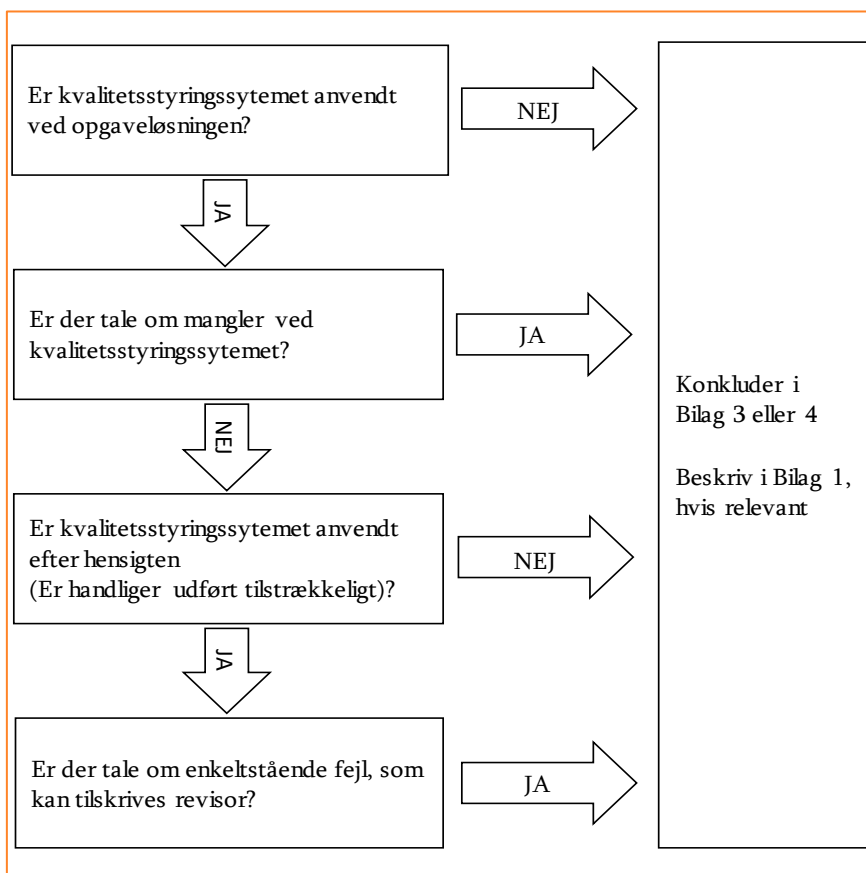 Er kvalitetsstyringssytemet anvendt
ved opgaveløsningen?
NEJ
JA
Er der tale om mangler ved
kvalitetsstyringssytemet?
JA
NEJ
Er kvalitetsstyringssytemet anvendt
efter hensigten
(Er handliger udført tilstrækkeligt)?
NEJ
JA
Er der tale om enkeltstående fejl, som
kan tilskrives revisor?
JA
Konkluder i
Bilag 3 eller 4
Beskriv i Bilag 1,
hvis relevant